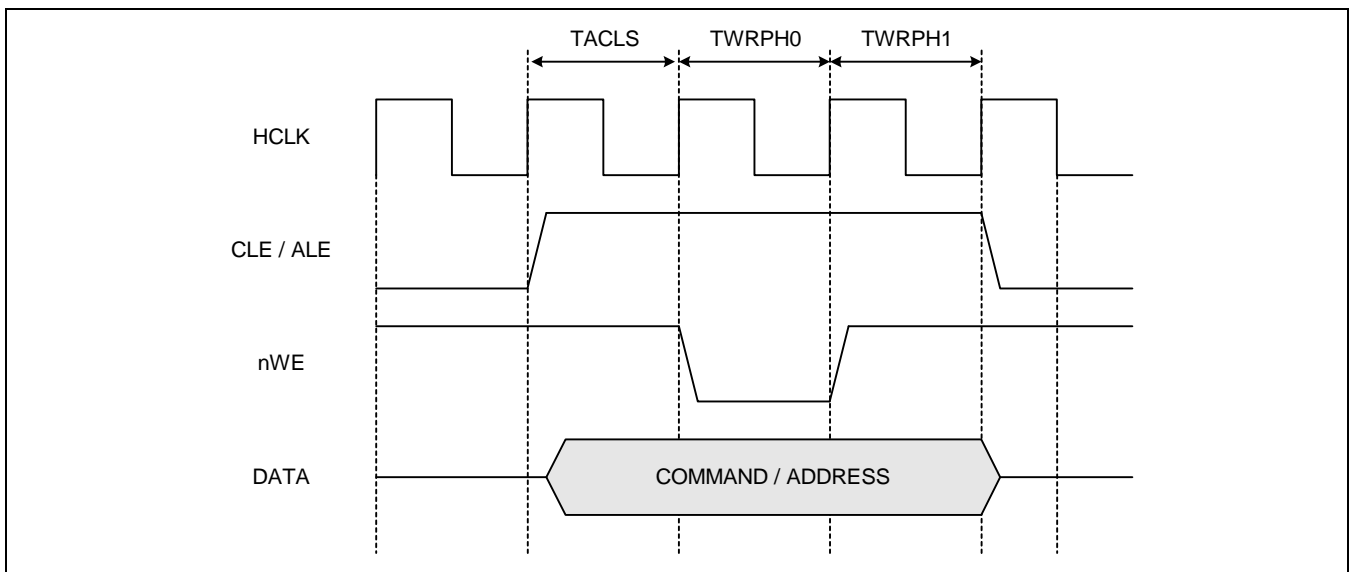 TACLS TWRPH0 TWRPH1
HCLK
CLE / ALE
nWE
DATA COMMAND / ADDRESS